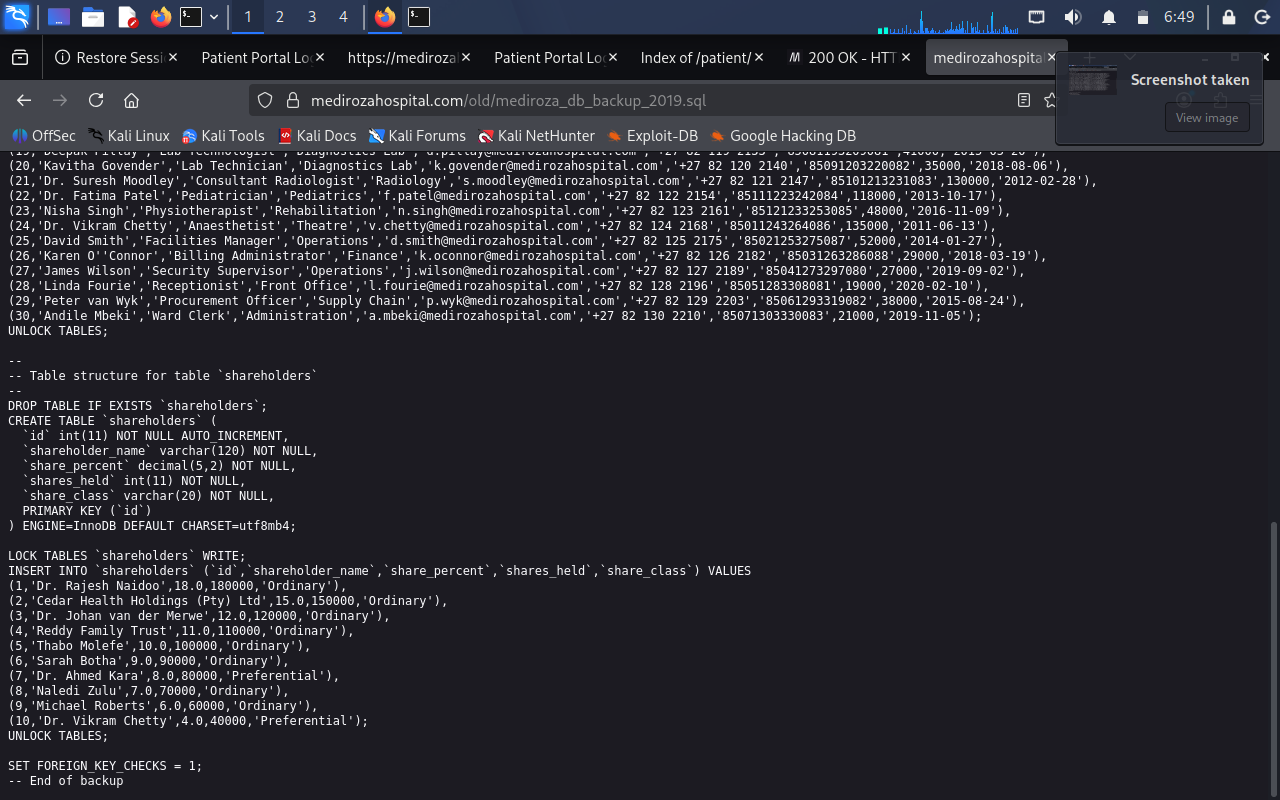 1 2 3 4 6:49
Restore Sessi Patient Portal Lo https://mediroza Patient Portal Lo Index of /patient/ 200 OK - HTT medirozahospital
Screenshot taken
View image
medirozahospital.com/old/mediroza_db_backup_2019.sql
OffSec Kali Linux Kali Tools Kali Docs Kali Forums Kali NetHunter Exploit-DB Google Hacking DB
(20,'Kavitha Govender','Lab Technician','Diagnostics Lab','k.govender@medirozahospital.com','+27 82 120 2140','85091203220082',35000,'2018-08-06'),
(21,'Dr. Suresh Moodley','Consultant Radiologist','Radiology','s.moodley@medirozahospital.com','+27 82 121 2147','85101213231083',130000,'2012-02-28'),
(22,'Dr. Fatima Patel','Pediatrician','Pediatrics','f.patel@medirozahospital.com','+27 82 122 2154','85111223242084',118000,'2013-10-17'),
(23,'Nisha Singh','Physiotherapist','Rehabilitation','n.singh@medirozahospital.com','+27 82 123 2161','85121233253085',48000,'2016-11-09'),
(24,'Dr. Vikram Chetty','Anaesthetist','Theatre','v.chetty@medirozahospital.com','+27 82 124 2168','85011243264086',135000,'2011-06-13'),
(25,'David Smith','Facilities Manager','Operations','d.smith@medirozahospital.com','+27 82 125 2175','85021253275087',52000,'2014-01-27'),
(26,'Karen O''Connor','Billing Administrator','Finance','k.oconnor@medirozahospital.com','+27 82 126 2182','85031263286088',29000,'2018-03-19'),
(27,'James Wilson','Security Supervisor','Operations','j.wilson@medirozahospital.com','+27 82 127 2189','85041273297080',27000,'2019-09-02'),
(28,'Linda Fourie','Receptionist','Front Office','l.fourie@medirozahospital.com','+27 82 128 2196','85051283308081',19000,'2020-02-10'),
(29,'Peter van Wyk','Procurement Officer','Supply Chain','p.wyk@medirozahospital.com','+27 82 129 2203','85061293319082',38000,'2015-08-24'),
(30,'Andile Mbeki','Ward Clerk','Administration','a.mbeki@medirozahospital.com','+27 82 130 2210','85071303330083',21000,'2019-11-05');
UNLOCK TABLES;
--
-- Table structure for table `shareholders`
--
DROP TABLE IF EXISTS `shareholders`;
CREATE TABLE `shareholders` (
`id` int(11) NOT NULL AUTO_INCREMENT,
`shareholder_name` varchar(120) NOT NULL,
`share_percent` decimal(5,2) NOT NULL,
`shares_held` int(11) NOT NULL,
`share_class` varchar(20) NOT NULL,
PRIMARY KEY (`id`)
) ENGINE=InnoDB DEFAULT CHARSET=utf8mb4;
LOCK TABLES `shareholders` WRITE;
INSERT INTO `shareholders` (`id`,`shareholder_name`,`share_percent`,`shares_held`,`share_class`) VALUES
(1,'Dr. Rajesh Naidoo',18.0,180000,'Ordinary'),
(2,'Cedar Health Holdings (Pty) Ltd',15.0,150000,'Ordinary'),
(3,'Dr. Johan van der Merwe',12.0,120000,'Ordinary'),
(4,'Reddy Family Trust',11.0,110000,'Ordinary'),
(5,'Thabo Molefe',10.0,100000,'Ordinary'),
(6,'Sarah Botha',9.0,90000,'Ordinary'),
(7,'Dr. Ahmed Kara',8.0,80000,'Preferential'),
(8,'Naledi Zulu',7.0,70000,'Ordinary'),
(9,'Michael Roberts',6.0,60000,'Ordinary'),
(10,'Dr. Vikram Chetty',4.0,40000,'Preferential');
UNLOCK TABLES;
SET FOREIGN_KEY_CHECKS = 1;
-- End of backup